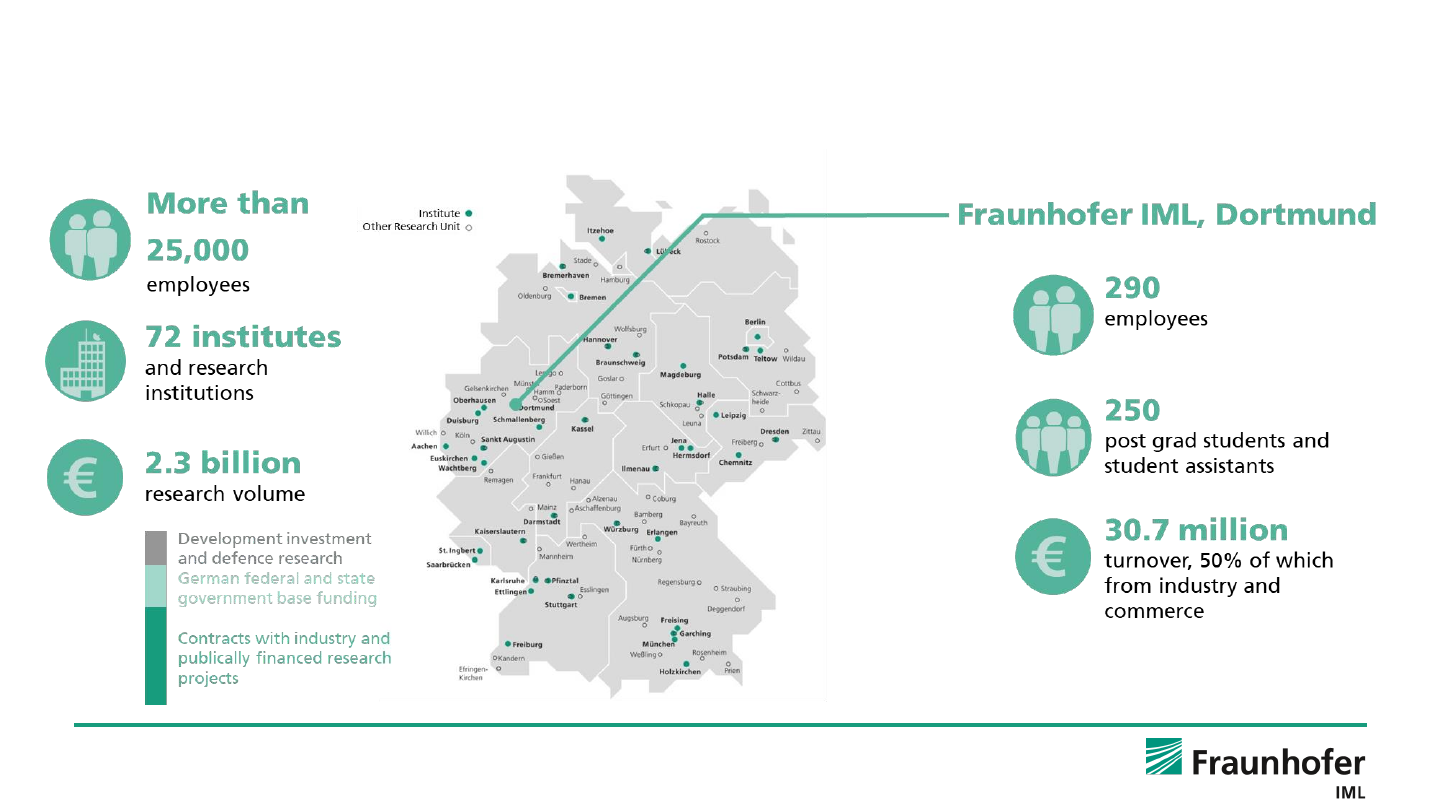 More than
25,000
employees
72 institutes
and research
institutions
€
2.3 billion
research volume
Development investment
and defence research
German federal and state
government base funding
Contracts with industry and
publically financed research
projects
Institute
Other Research Unit
Itzehoe
Lübeck
Rostock
Stade
Bremerhaven
Hamburg
Oldenburg
Bremen
Wolfsburg
Hannover
Braunschweig
Berlin
Potsdam
Teltow
Wildau
Magdeburg
Goslar
Göttingen
Cottbus
Schwarz-
heide
Halle
Schkopau
Leipzig
Leuna
Gelsenkirchen
Paderborn
Hamm
Soest
Oberhausen
Dortmund
Duisburg
Schmallenberg
Kassel
Willich
Köln
Sankt Augustin
Aachen
Euskirchen
Wachtberg
Gießen
Remagen
Frankfurt
Hanau
Erfurt
Jena
Hermsdorf
Ilmenau
Dresden
Zittau
Freiberg
Chemnitz
Alzenau
Aschaffenburg
Coburg
Bamberg
Bayreuth
Mainz
Darmstadt
Würzburg
Erlangen
Kaiserslautern
Wertheim
Fürth
Nürnberg
St. Ingbert
Saarbrücken
Mannheim
Karlsruhe
Pfinztal
Ettlingen
Esslingen
Stuttgart
Regensburg
Straubing
Deggendorf
Augsburg
Freising
Garching
München
Weßling
Rosenheim
Holzkirchen
Prien
Freiburg
Kandern
Efringen-
Kirchen
Fraunhofer IML, Dortmund
290
employees
250
post grad students and
student assistants
€
30.7 million
turnover, 50% of which
from industry and
commerce
Fraunhofer
IML